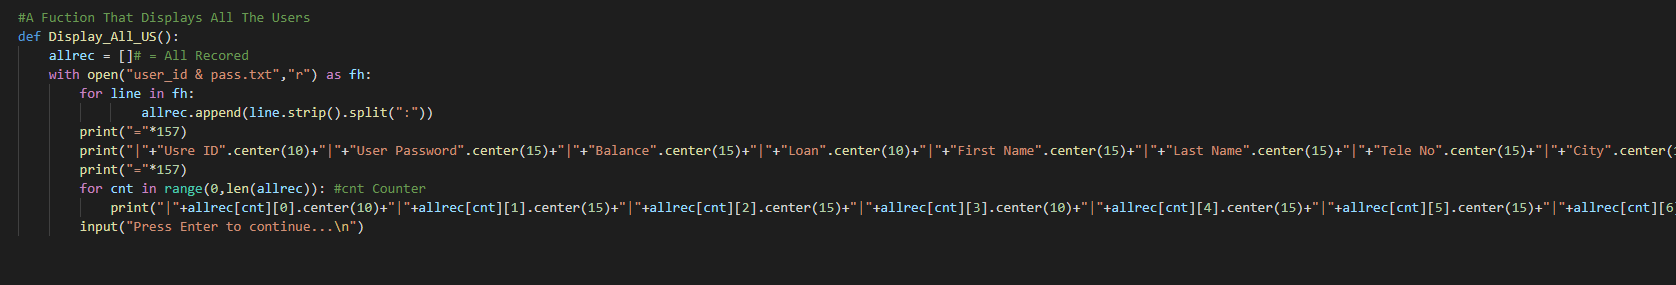 #A Fuction That Displays All The Users
def Display_All_US():
    allrec = []# = All Recored
    with open("user_id & pass.txt","r") as fh:
        for line in fh:
                allrec.append(line.strip().split(":"))
        print("="*157)
        print("|"+"Usre ID".center(10)+"|"+"User Password".center(15)+"|"+"Balance".center(15)+"|"+"Loan".center(10)+"|"+"First Name".center(15)+"|"+"Last Name".center(15)+"|"+"Tele No".center(15)+"|"+"City".center(
        print("="*157)
        for cnt in range(0,len(allrec)): #cnt Counter
            print("|"+allrec[cnt][0].center(10)+"|"+allrec[cnt][1].center(15)+"|"+allrec[cnt][2].center(15)+"|"+allrec[cnt][3].center(10)+"|"+allrec[cnt][4].center(15)+"|"+allrec[cnt][5].center(15)+"|"+allrec[cnt][6
        input("Press Enter to continue...\n")